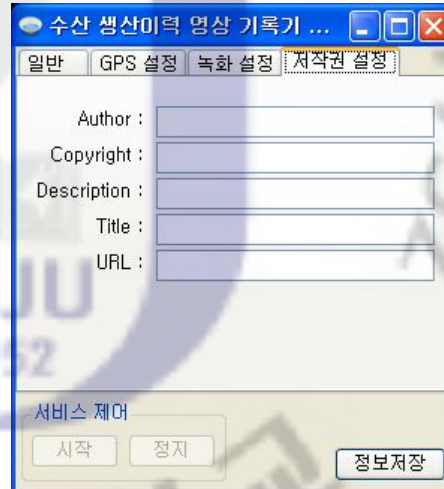 수산 생산이력 영상 기록기 ...
일반 GPS 설정 녹화 설정 저작권 설정
Author :
Copyright :
Description :
Title :
URL :
서비스 제어
시작 정지
정보저장
JU
52